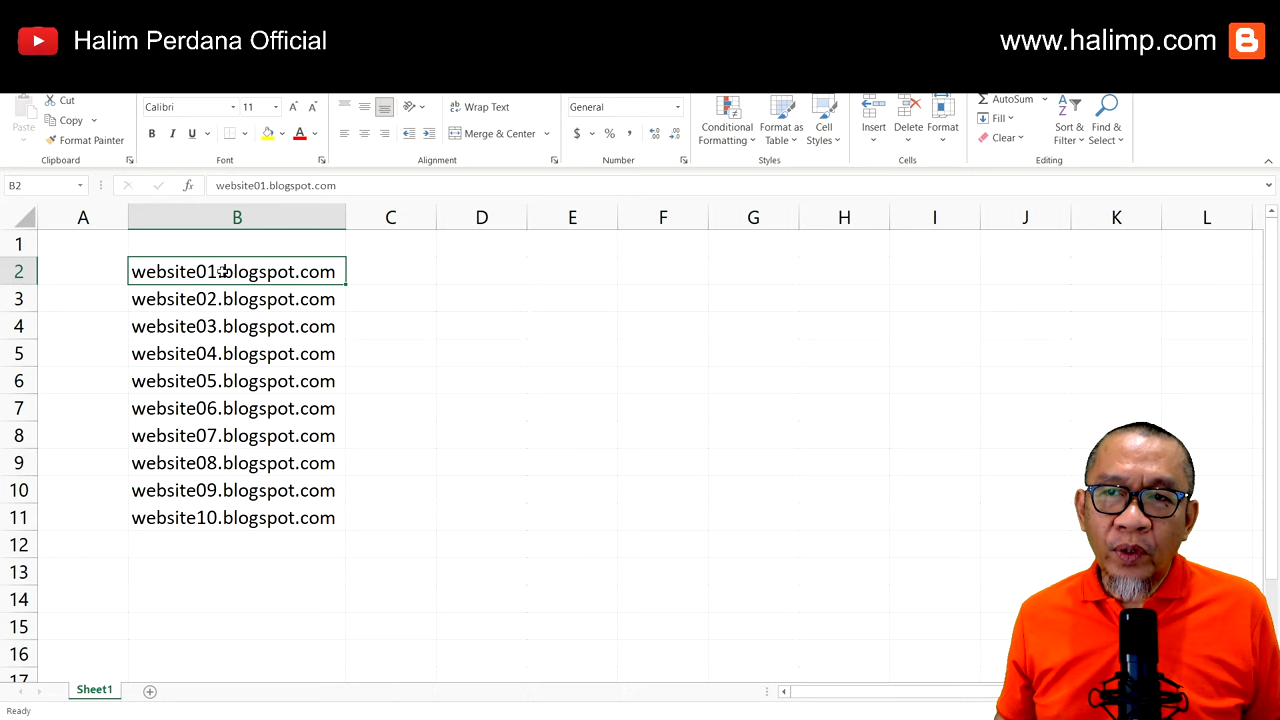 Halim Perdana Official
www.halimp.com
Paste
Cut
Copy
Format Painter
Clipboard
Calibri
11
B I U
Font
Wrap Text
Merge & Center
Alignment
General
$ % ,
Number
Conditional Formatting
Format as Table
Cell Styles
Styles
Insert
Delete
Format
Cells
AutoSum
Fill
Clear
Sort & Filter
Find & Select
Editing
B2
fx
website01.blogspot.com
A B C D E F G H I J K L
1
2 website01.blogspot.com
3 website02.blogspot.com
4 website03.blogspot.com
5 website04.blogspot.com
6 website05.blogspot.com
7 website06.blogspot.com
8 website07.blogspot.com
9 website08.blogspot.com
10 website09.blogspot.com
11 website10.blogspot.com
12
13
14
15
16
17
Sheet1
Ready